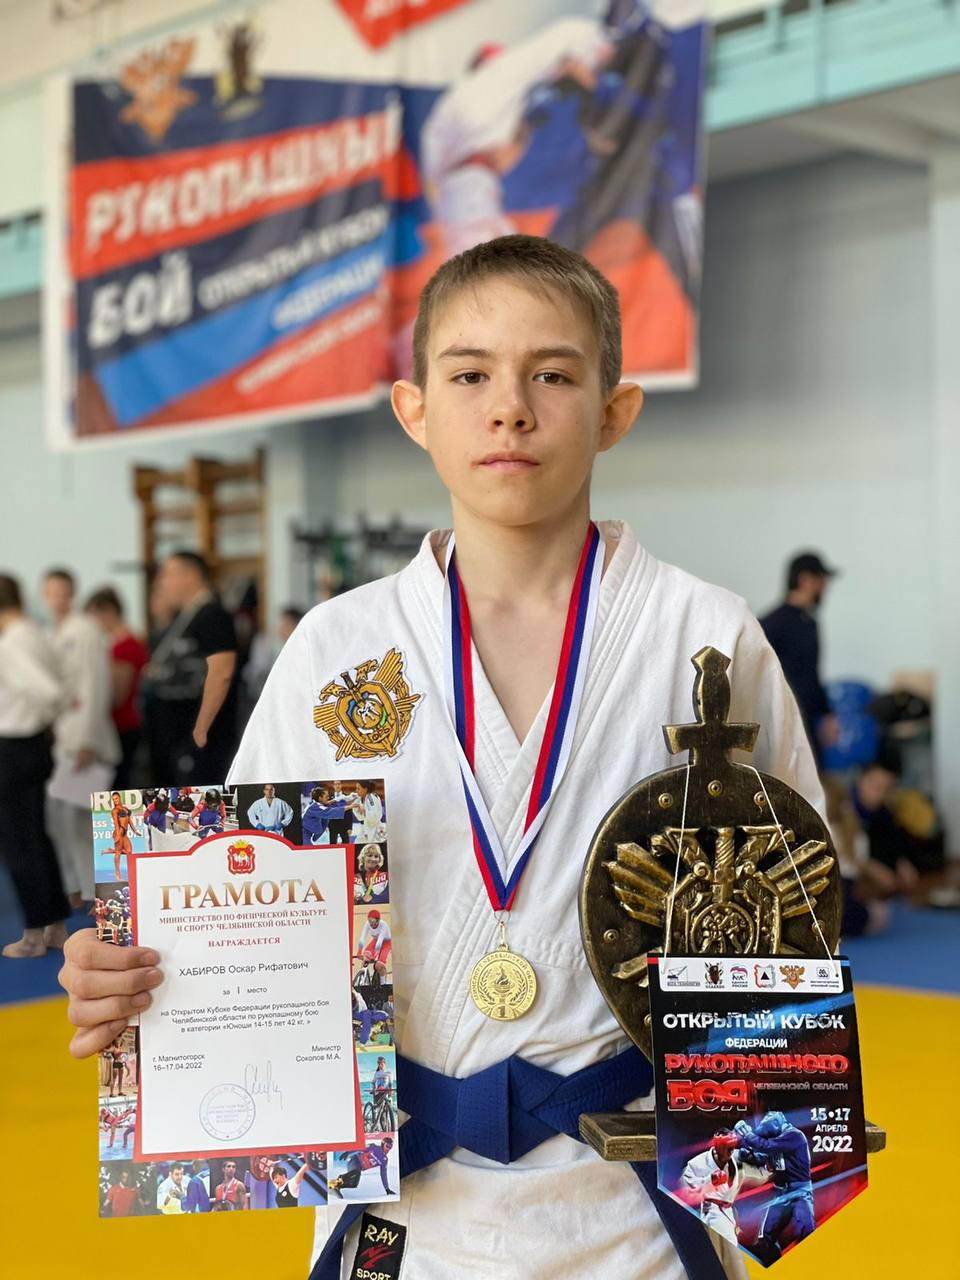 РУКОПАШНЫЙ
БОЙ ОТКРЫТЫЙ КУБОК
ФЕДЕРАЦИИ
ГРАМОТА
МИНИСТЕРСТВО ПО ФИЗИЧЕСКОЙ КУЛЬТУРЕ
И СПОРТУ ЧЕЛЯБИНСКОЙ ОБЛАСТИ
НАГРАЖДАЕТСЯ
ХАБИРОВ Оскар Рифатович
за I место
на Открытом Кубке Федерации рукопашного боя
Челябинской области по рукопашному бою
в категории «Юноши 14-15 лет 42 кг. »
г. Магнитогорск
16–17.04.2022
Министр
Соколов М.А.
1
ЕДИНАЯ
РОССИЯ
ОТКРЫТЫЙ КУБОК
ФЕДЕРАЦИИ
РУКОПАШНОГО
БОЯ ЧЕЛЯБИНСКОЙ ОБЛАСТИ
15•17
АПРЕЛЯ
2022
RAY
SPORT